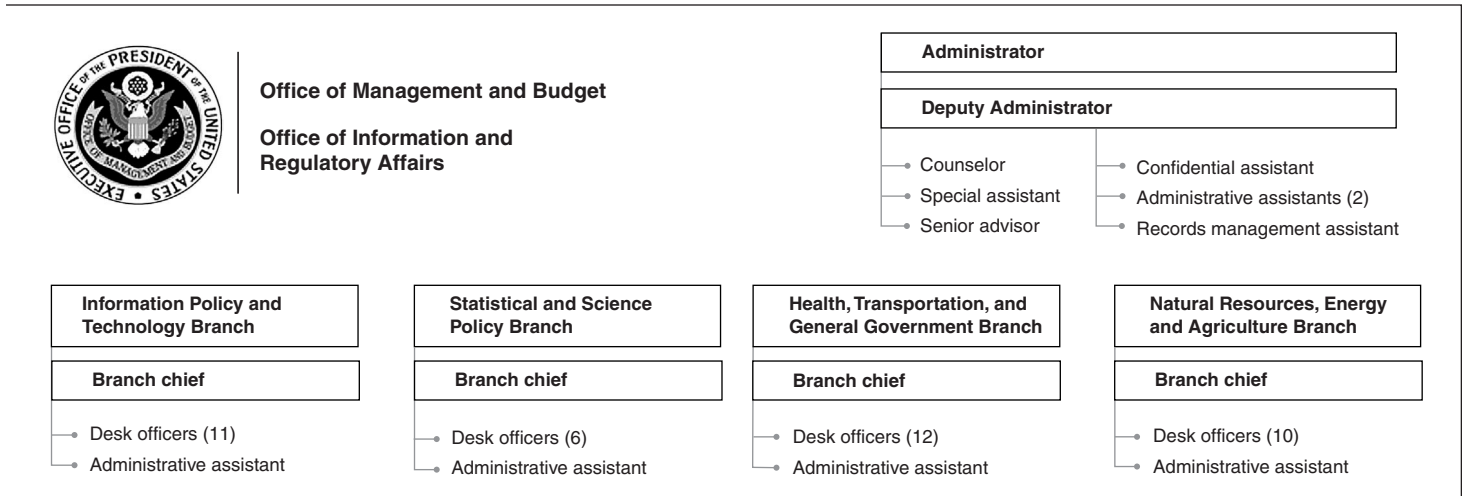 EXECUTIVE OFFICE OF THE PRESIDENT OF THE UNITED STATES
OFFICE OF MANAGEMENT AND BUDGET
Office of Management and Budget
Office of Information and
Regulatory Affairs
Administrator
Deputy Administrator
Counselor
Special assistant
Senior advisor
Confidential assistant
Administrative assistants (2)
Records management assistant
Information Policy and
Technology Branch
Branch chief
Desk officers (11)
Administrative assistant
Statistical and Science
Policy Branch
Branch chief
Desk officers (6)
Administrative assistant
Health, Transportation, and
General Government Branch
Branch chief
Desk officers (12)
Administrative assistant
Natural Resources, Energy
and Agriculture Branch
Branch chief
Desk officers (10)
Administrative assistant